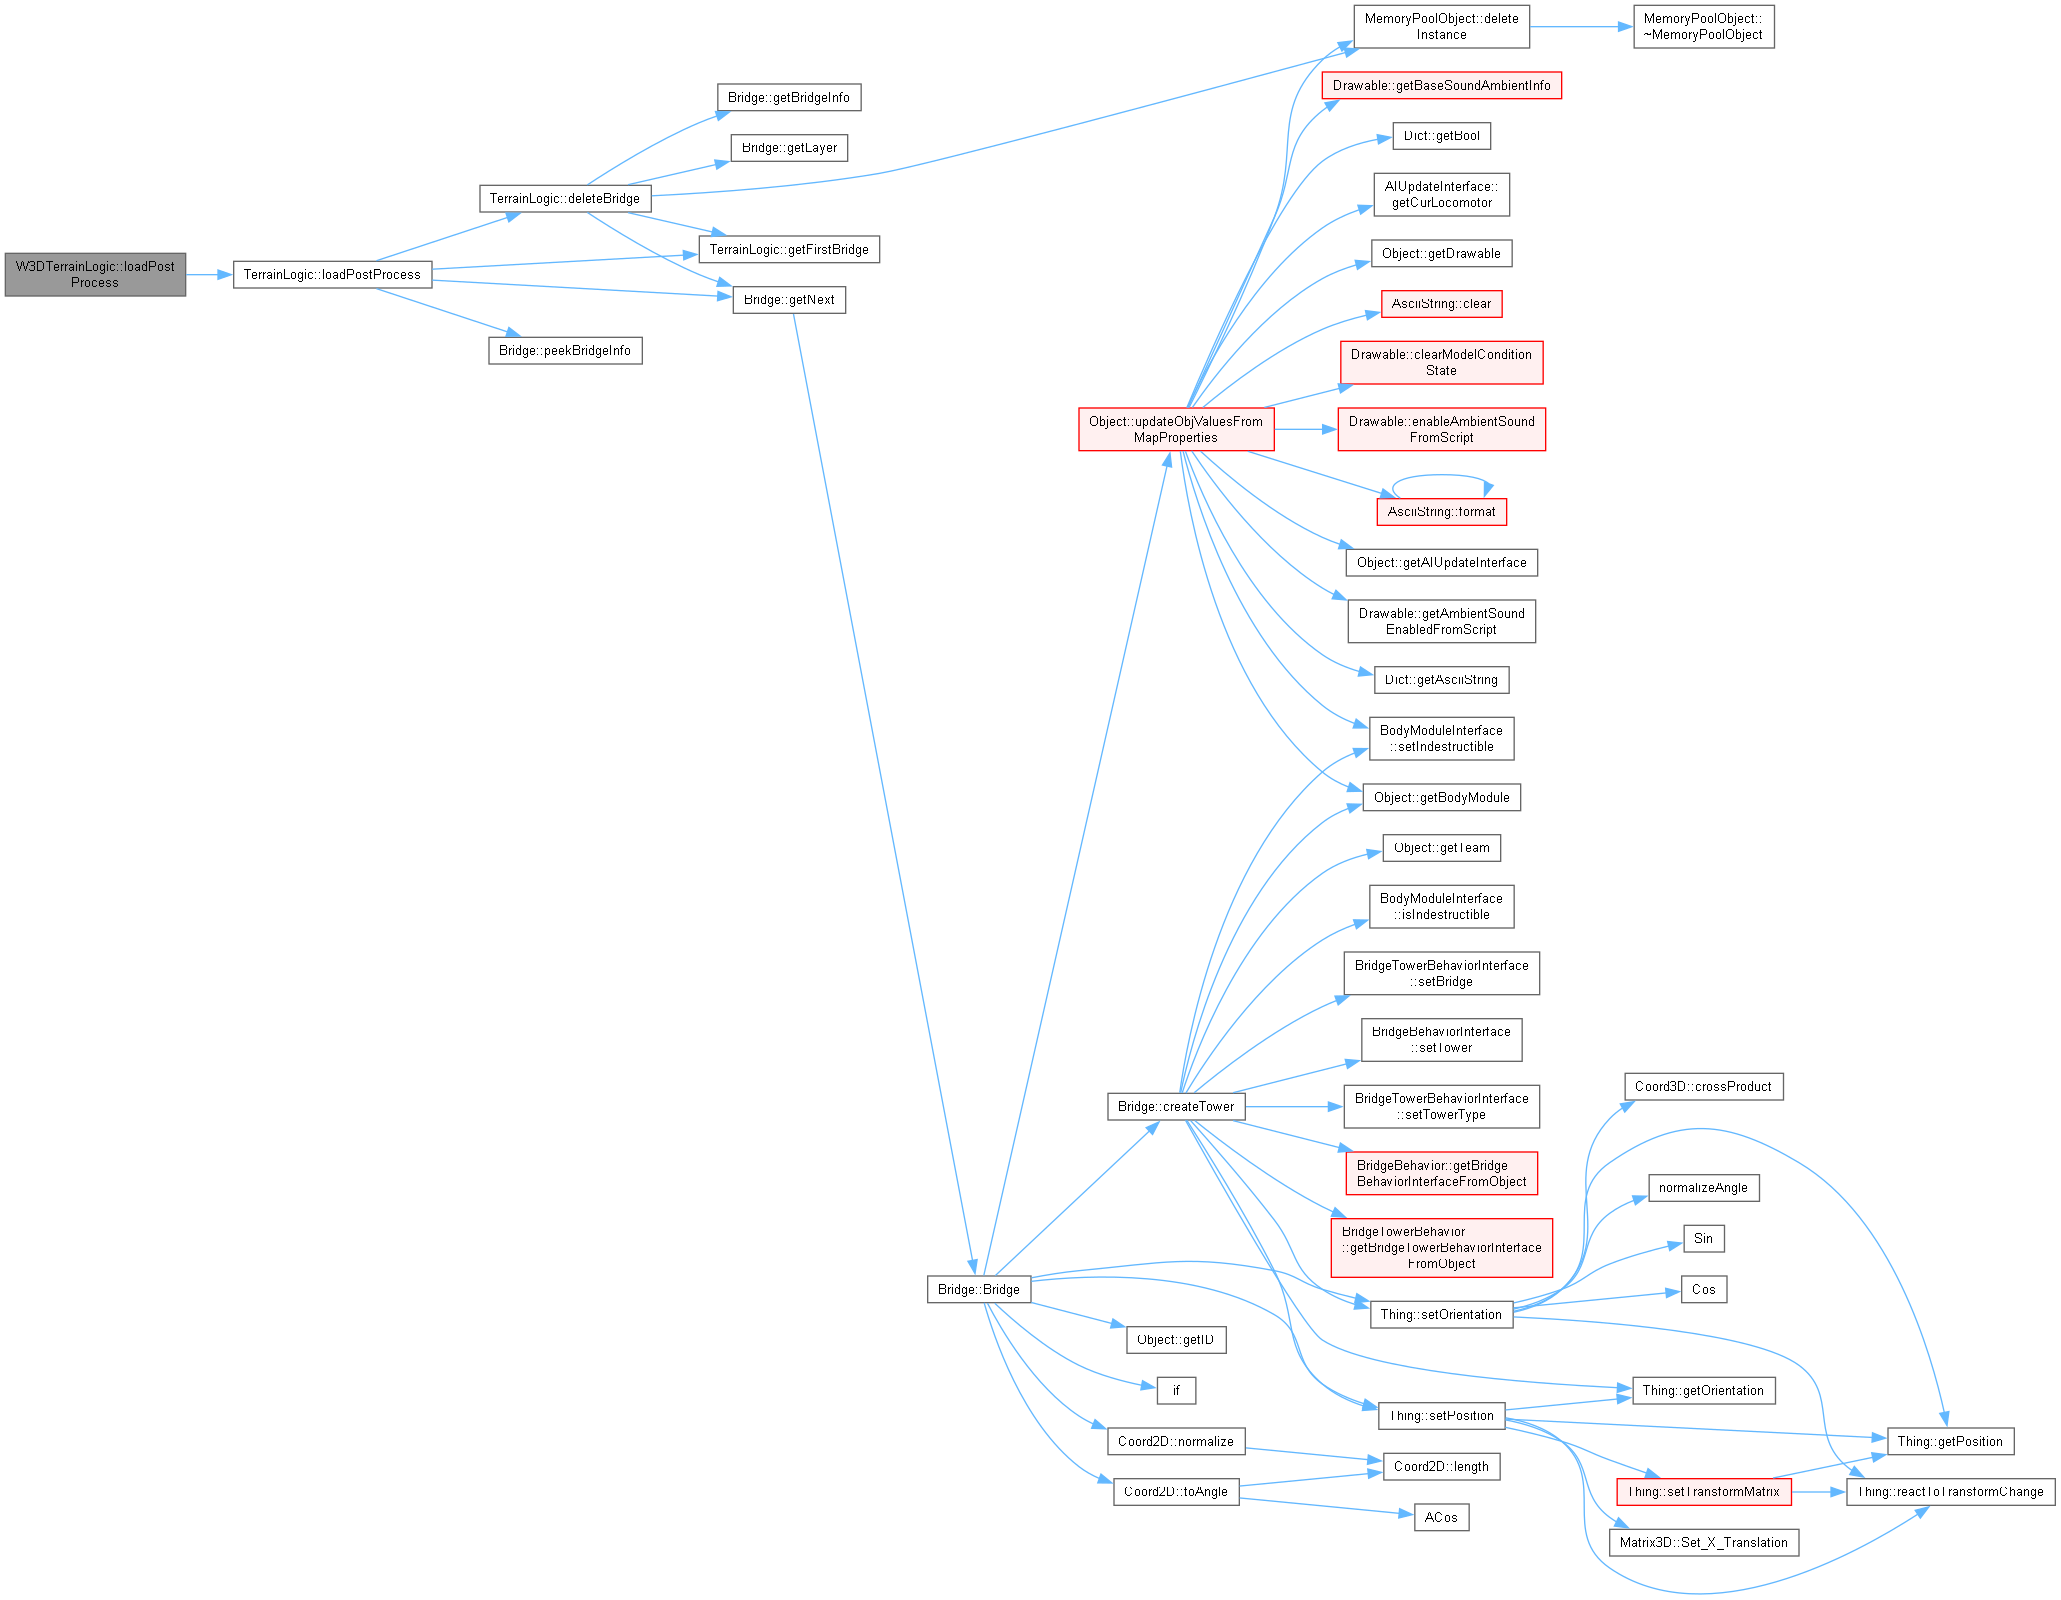 W3DTerrainLogic::loadPost
Process
TerrainLogic::loadPostProcess
TerrainLogic::deleteBridge
Bridge::peekBridgeInfo
Bridge::getBridgeInfo
Bridge::getLayer
TerrainLogic::getFirstBridge
Bridge::getNext
Bridge::Bridge
Object::updateObjValuesFrom
MapProperties
Bridge::createTower
Object::getID
if
Coord2D::normalize
Coord2D::toAngle
MemoryPoolObject::delete
Instance
Drawable::getBaseSoundAmbientInfo
Dict::getBool
AIUpdateInterface::
getCurLocomotor
Object::getDrawable
AsciiString::clear
Drawable::clearModelCondition
State
Drawable::enableAmbientSound
FromScript
AsciiString::format
Object::getAIUpdateInterface
Drawable::getAmbientSound
EnabledFromScript
Dict::getAsciiString
BodyModuleInterface
::setIndestructible
Object::getBodyModule
Object::getTeam
BodyModuleInterface
::isIndestructible
BridgeTowerBehaviorInterface
::setBridge
BridgeBehaviorInterface
::setTower
BridgeTowerBehaviorInterface
::setTowerType
BridgeBehavior::getBridge
BehaviorInterfaceFromObject
BridgeTowerBehavior
::getBridgeTowerBehaviorInterface
FromObject
Thing::setOrientation
Thing::setPosition
Coord2D::length
ACos
MemoryPoolObject::
~MemoryPoolObject
Coord3D::crossProduct
normalizeAngle
Sin
Cos
Thing::getOrientation
Thing::setTransformMatrix
Matrix3D::Set_X_Translation
Thing::getPosition
Thing::reactToTransformChange